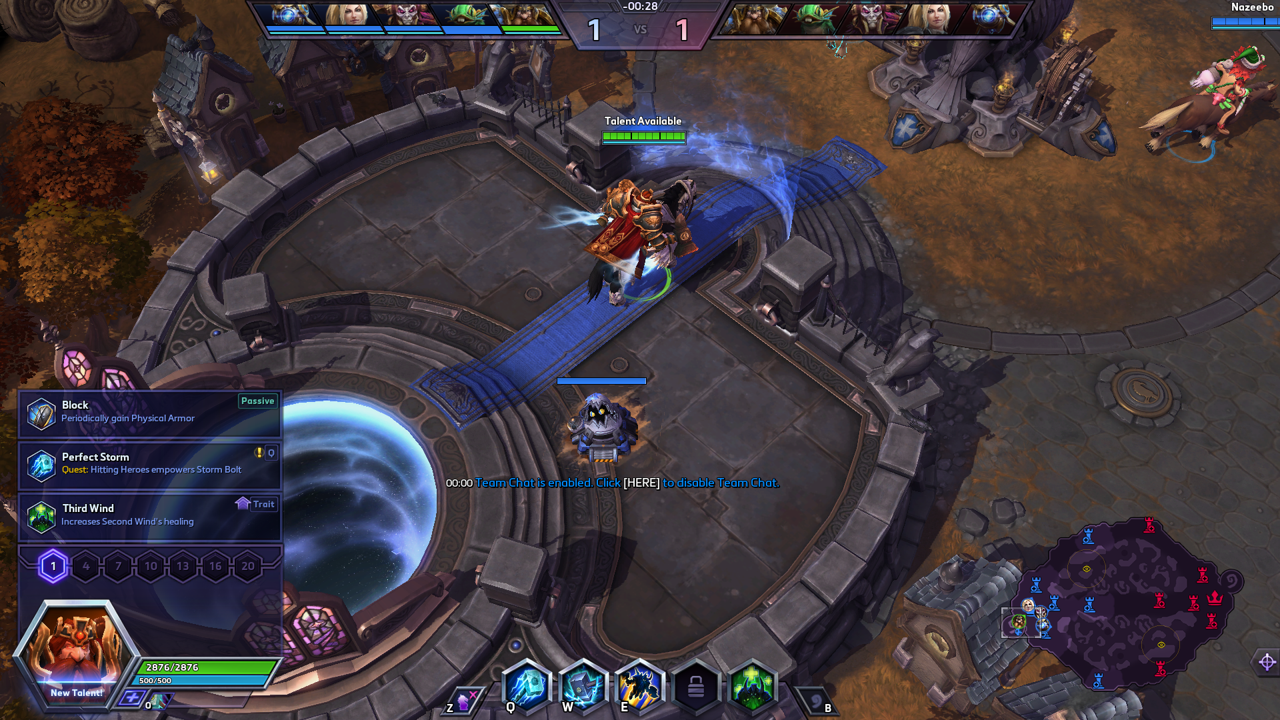 -00:28
1 VS 1
Nazeebo
Talent Available
Block
Passive
Periodically gain Physical Armor
Perfect Storm
Q
Quest: Hitting Heroes empowers Storm Bolt
Third Wind
Trait
Increases Second Wind's healing
00:00 Team Chat is enabled. Click [HERE] to disable Team Chat.
1 4 7 10 13 16 20
2876/2876
500/500
New Talent!
0
Z Q W E B